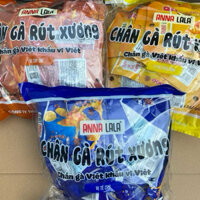 ANNA LALA
ÂY GÀ RÚT XƯƠNG
Chân gà Việt khẩu vị Việt
ANNA LALA
CHÂN GÀ RÚT
Chân gà Việt khẩu vị
ANNA LALA
CHÂN GÀ RÚT XƯƠNG
Chân gà Việt khẩu vị Việt